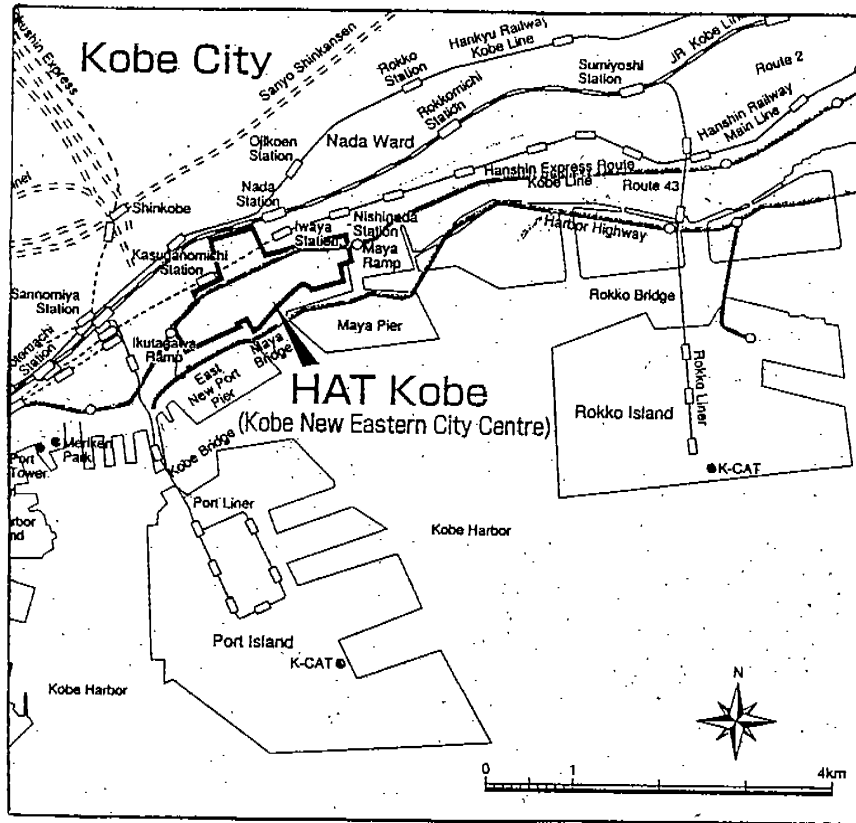 Kobe City
Sanyo Shinkansen
Hankyu Railway
Kobe Line
Rokko
Station
Rokkomichi
Station
Sumiyoshi
Station
JR Kobe Line
Route 2
Ojikoen
Station
Nada Ward
Nada
Station
Hanshin Express Route
Kobe Line
Hanshin Railway
Main Line
Route 43
Shinkobe
Iwaya
Station
Nishinada
Station
Maya
Ramp
Harbor Highway
Kasuganomichi
Station
Sannomiya
Station
Station
Ikutagawa
Ramp
Maya
Bridge
Maya Pier
East
New Port
Pier
Rokko Bridge
HAT Kobe
(Kobe New Eastern City Centre)
Rokko Island
Rokko Liner
K-CAT
Port
Tower
Meriken
Park
Kobe Bridge
Port Liner
Kobe Harbor
Port Island
K-CAT
Kobe Harbor
N
0 1 4km